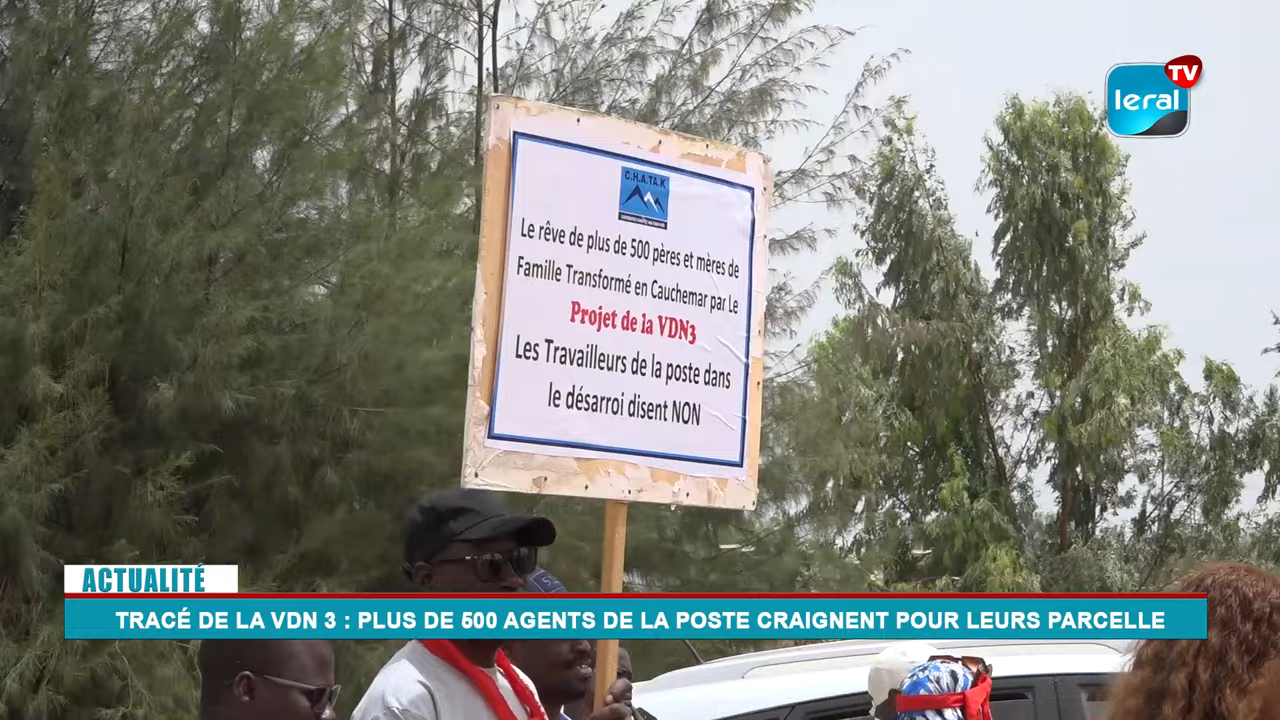 TV
leral
C.H.A.TA.K
Le rêve de plus de 500 pères et mères de
Famille Transformé en Cauchemar par Le
Projet de la VDN3
Les Travailleurs de la poste dans
le désarroi disent NON
ACTUALITÉ
TRACÉ DE LA VDN 3 : PLUS DE 500 AGENTS DE LA POSTE CRAIGNENT POUR LEURS PARCELLE